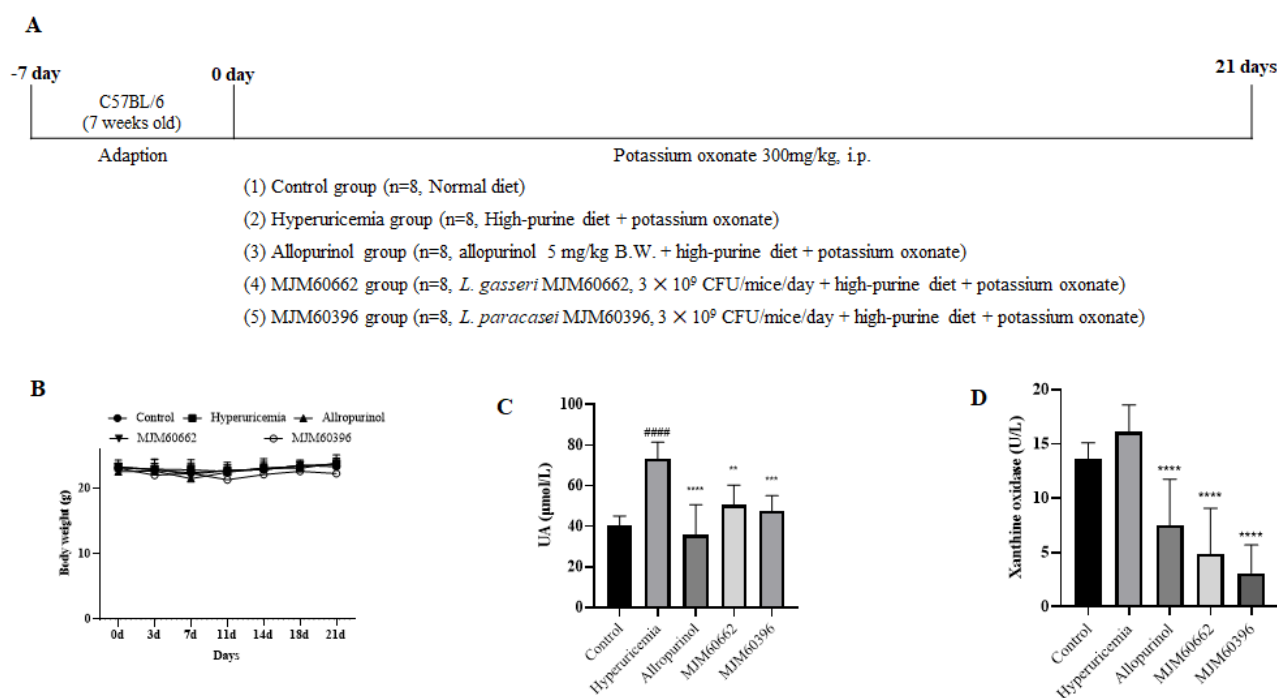 A
-7 day
0 day
21 days
C57BL/6
(7 weeks old)
Adaption
Potassium oxonate 300mg/kg, i.p.
(1) Control group (n=8, Normal diet)
(2) Hyperuricemia group (n=8, High-purine diet + potassium oxonate)
(3) Allopurinol group (n=8, allopurinol 5 mg/kg B.W. + high-purine diet + potassium oxonate)
(4) MJM60662 group (n=8, L. gasseri MJM60662, 3 × 10⁹ CFU/mice/day + high-purine diet + potassium oxonate)
(5) MJM60396 group (n=8, L. paracasei MJM60396, 3 × 10⁹ CFU/mice/day + high-purine diet + potassium oxonate)
B
Control Hyperuricemia Allropurinol
MJM60662 MJM60396
Body weight (g)
20
10
0
0d 3d 7d 11d 14d 18d 21d
Days
C
UA (μmol/L)
100
80
60
40
20
0
####
****
**
***
Control
Hyperuricemia
Allropurinol
MJM60662
MJM60396
D
Xanthine oxidase (U/L)
20
15
10
5
0
****
****
****
Control
Hyperuricemia
Allopurinol
MJM60662
MJM60396